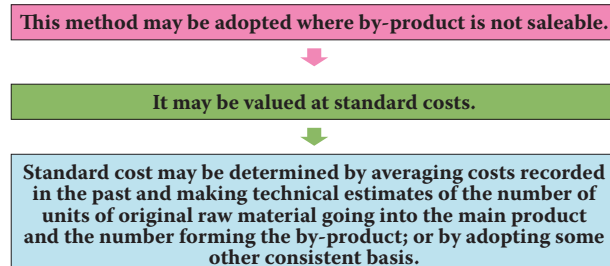 This method may be adopted where by-product is not saleable.
It may be valued at standard costs.
Standard cost may be determined by averaging costs recorded
in the past and making technical estimates of the number of
units of original raw material going into the main product
and the number forming the by-product; or by adopting some
other consistent basis.